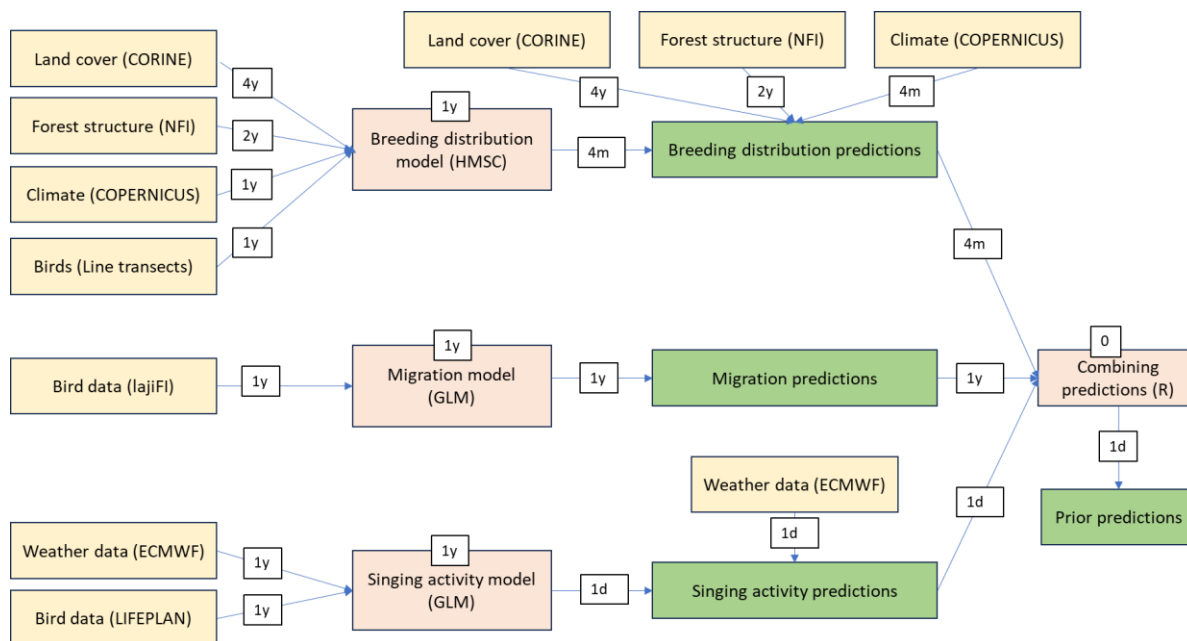 Land cover (CORINE)
Forest structure (NFI)
Climate (COPERNICUS)
Land cover (CORINE)
4y
4y
2y
4m
Forest structure (NFI)
2y
1y
Breeding distribution
model (HMSC)
4m
Breeding distribution predictions
Climate (COPERNICUS)
1y
Birds (Line transects)
1y
4m
Bird data (lajiFI)
1y
1y
Migration model
(GLM)
1y
Migration predictions
1y
0
Combining
predictions (R)
1d
Weather data (ECMWF)
1d
1d
Prior predictions
Weather data (ECMWF)
1y
1y
Singing activity model
(GLM)
1d
Singing activity predictions
Bird data (LIFEPLAN)
1y